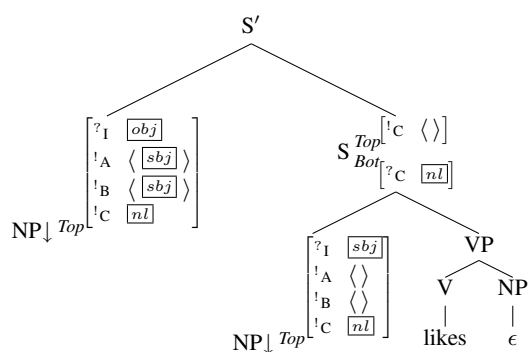 S′
?I obj
!A ⟨ sbj ⟩
!B ⟨ sbj ⟩
!C nl
NP↓ Top
!C ⟨ ⟩
S Top
Bot
?C nl
?I sbj
!A ⟨⟩
!B ⟨⟩
!C nl
NP↓ Top
VP
V NP
likes ϵ